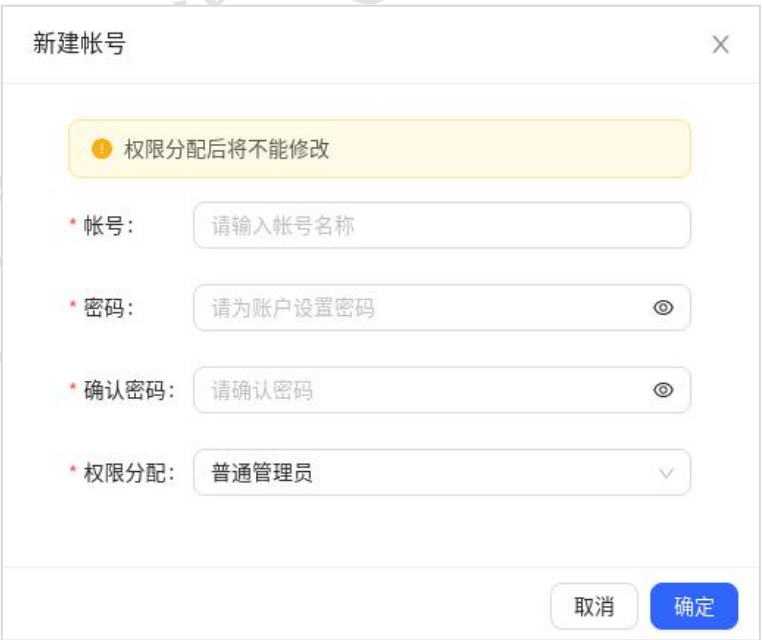 新建帐号
权限分配后将不能修改
* 帐号: 请输入帐号名称
* 密码: 请为账户设置密码
* 确认密码: 请确认密码
* 权限分配: 普通管理员
取消 确定